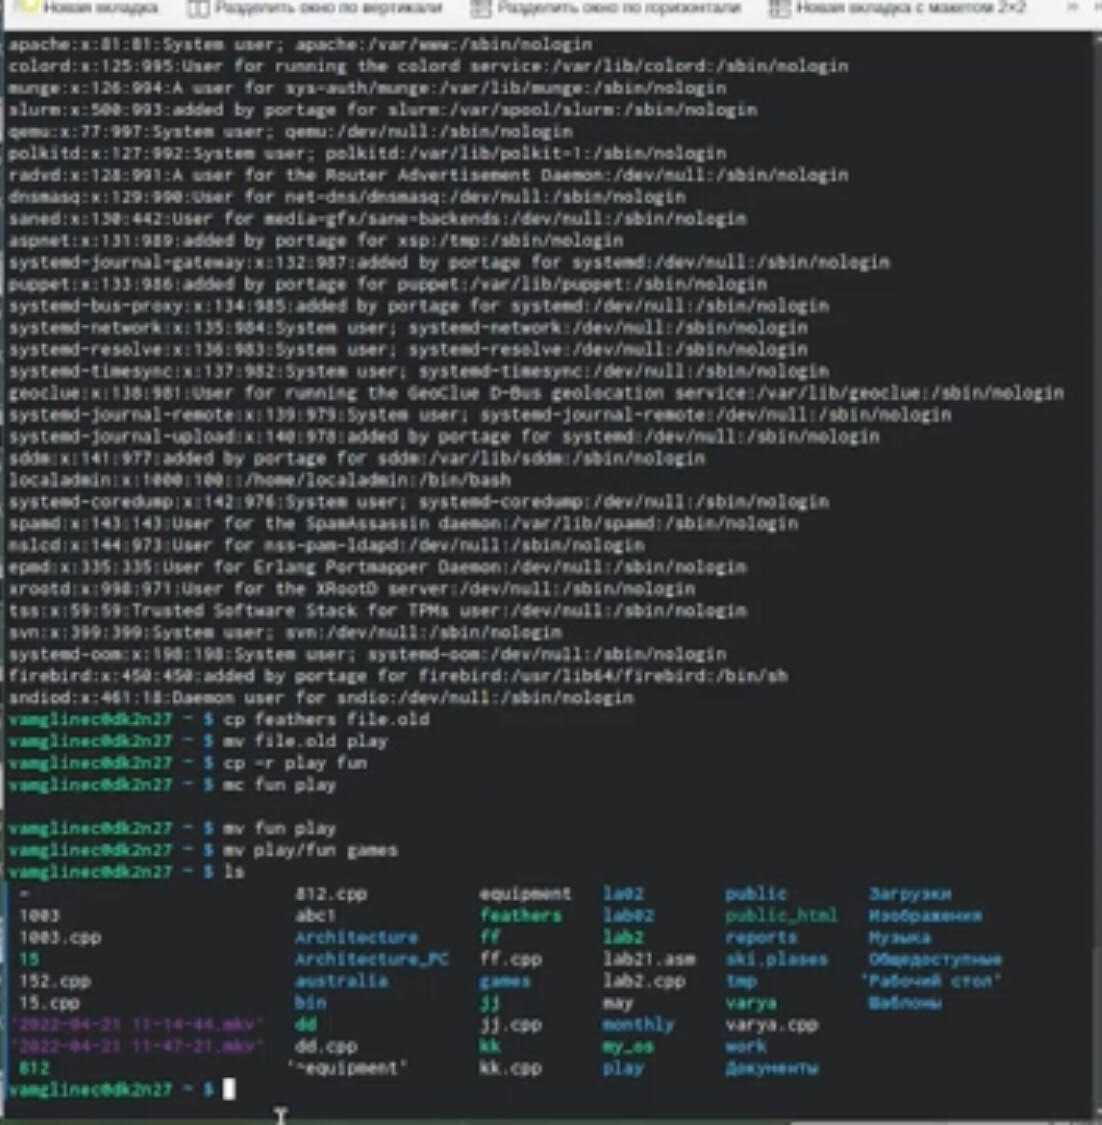 Новая вкладка Разделить окно по вертикали Разделить окно по горизонтали Новая вкладка с макетом 2×2
apache:x:81:81:System user; apache:/var/www:/sbin/nologin
colord:x:125:995:User for running the colord service:/var/lib/colord:/sbin/nologin
munge:x:126:994:A user for sys-auth/munge:/var/lib/munge:/sbin/nologin
slurm:x:500:993:added by portage for slurm:/var/spool/slurm:/sbin/nologin
qemu:x:77:997:System user; qemu:/dev/null:/sbin/nologin
polkitd:x:127:992:System user; polkitd:/var/lib/polkit-1:/sbin/nologin
radvd:x:128:991:A user for the Router Advertisement Daemon:/dev/null:/sbin/nologin
dnsmasq:x:129:990:User for net-dns/dnsmasq:/dev/null:/sbin/nologin
saned:x:130:442:User for media-gfx/sane-backends:/dev/null:/sbin/nologin
aspnet:x:131:989:added by portage for xsp:/tmp:/sbin/nologin
systemd-journal-gateway:x:132:987:added by portage for systemd:/dev/null:/sbin/nologin
puppet:x:133:986:added by portage for puppet:/var/lib/puppet:/sbin/nologin
systemd-bus-proxy:x:134:985:added by portage for systemd:/dev/null:/sbin/nologin
systemd-network:x:135:984:System user; systemd-network:/dev/null:/sbin/nologin
systemd-resolve:x:136:983:System user; systemd-resolve:/dev/null:/sbin/nologin
systemd-timesync:x:137:982:System user; systemd-timesync:/dev/null:/sbin/nologin
geoclue:x:138:981:User for running the GeoClue D-Bus geolocation service:/var/lib/geoclue:/sbin/nologin
systemd-journal-remote:x:139:979:System user; systemd-journal-remote:/dev/null:/sbin/nologin
systemd-journal-upload:x:140:978:added by portage for systemd:/dev/null:/sbin/nologin
sddm:x:141:977:added by portage for sddm:/var/lib/sddm:/sbin/nologin
localadmin:x:1000:100::/home/localadmin:/bin/bash
systemd-coredump:x:142:976:System user; systemd-coredump:/dev/null:/sbin/nologin
spamd:x:143:143:User for the SpamAssassin daemon:/var/lib/spamd:/sbin/nologin
nslcd:x:144:973:User for nss-pam-ldapd:/dev/null:/sbin/nologin
epmd:x:335:335:User for Erlang Portmapper Daemon:/dev/null:/sbin/nologin
xrootd:x:998:971:User for the XRootD server:/dev/null:/sbin/nologin
tss:x:59:59:Trusted Software Stack for TPMs user:/dev/null:/sbin/nologin
svn:x:399:399:System user; svn:/dev/null:/sbin/nologin
systemd-oom:x:198:198:System user; systemd-oom:/dev/null:/sbin/nologin
firebird:x:450:450:added by portage for firebird:/usr/lib64/firebird:/bin/sh
sndiod:x:461:18:Daemon user for sndio:/dev/null:/sbin/nologin
vamglinec@dk2n27 ~ $ cp feathers file.old
vamglinec@dk2n27 ~ $ mv file.old play
vamglinec@dk2n27 ~ $ cp -r play fun
vamglinec@dk2n27 ~ $ mc fun play
vamglinec@dk2n27 ~ $ mv fun play
vamglinec@dk2n27 ~ $ mv play/fun games
vamglinec@dk2n27 ~ $ ls
- 812.cpp equipment la02 public Загрузки
1003 abc1 feathers lab02 public_html Изображения
1003.cpp Architecture ff lab2 reports Музыка
15 Architecture_PC ff.cpp lab21.asm ski.plases Общедоступные
152.cpp australia games lab2.cpp tmp 'Рабочий стол'
15.cpp bin jj may varya Шаблоны
'2022-04-21 11-14-44.mkv' dd jj.cpp monthly varya.cpp
'2022-04-21 11-47-21.mkv' dd.cpp kk my_os work
812 '~equipment' kk.cpp play Документы
vamglinec@dk2n27 ~ $